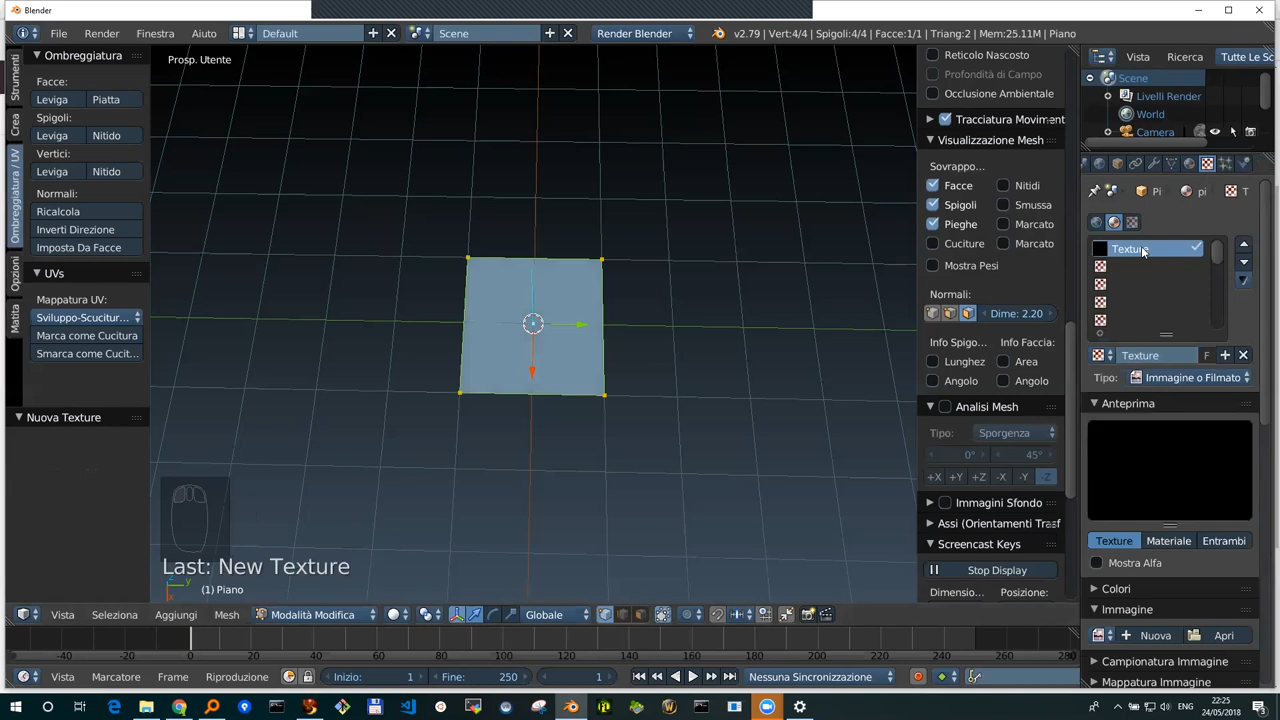 Blender
File Render Finestra Aiuto Default Scene Render Blender v2.79 | Vert:4/4 | Spigoli:4/4 | Facce:1/1 | Triang:2 | Mem:25.11M | Piano
Strumenti
Crea
Ombreggiatura / UV
Opzioni
Matita
Ombreggiatura
Facce:
Leviga Piatta
Spigoli:
Leviga Nitido
Vertici:
Leviga Nitido
Normali:
Ricalcola
Inverti Direzione
Imposta Da Facce
UVs
Mappatura UV:
Sviluppo-Scucitur...
Marca come Cucitura
Smarca come Cucit...
Nuova Texture
Prosp. Utente
Last: New Texture
(1) Piano
Reticolo Nascosto
Profondità di Campo
Occlusione Ambientale
Tracciatura Moviment
Visualizzazione Mesh
Sovrappo...
Facce Nitidi
Spigoli Smussa
Pieghe Marcato
Cuciture Marcato
Mostra Pesi
Normali:
Dime: 2.20
Info Spigo... Info Faccia:
Lunghez Area
Angolo Angolo
Analisi Mesh
Tipo: Sporgenza
0° 45°
+X +Y +Z -X -Y -Z
Immagini Sfondo
Assi (Orientamenti Trasf
Screencast Keys
Stop Display
Dimensio... Posizione:
Vista Ricerca Tutte Le Sc
Scene
Livelli Render
World
Camera
Pi pi T
Texture
Texture F
Tipo: Immagine o Filmato
Anteprima
Texture Materiale Entrambi
Mostra Alfa
Colori
Immagine
Nuova Apri
Campionatura Immagine
Mappatura Immagine
Vista Seleziona Aggiungi Mesh Modalità Modifica Globale
-40 -20 0 20 40 60 80 100 120 140 160 180 200 220 240 260 280
Vista Marcatore Frame Riproduzione Inizio: 1 Fine: 250 1 Nessuna Sincronizzazione
ENG
22:25
24/05/2018